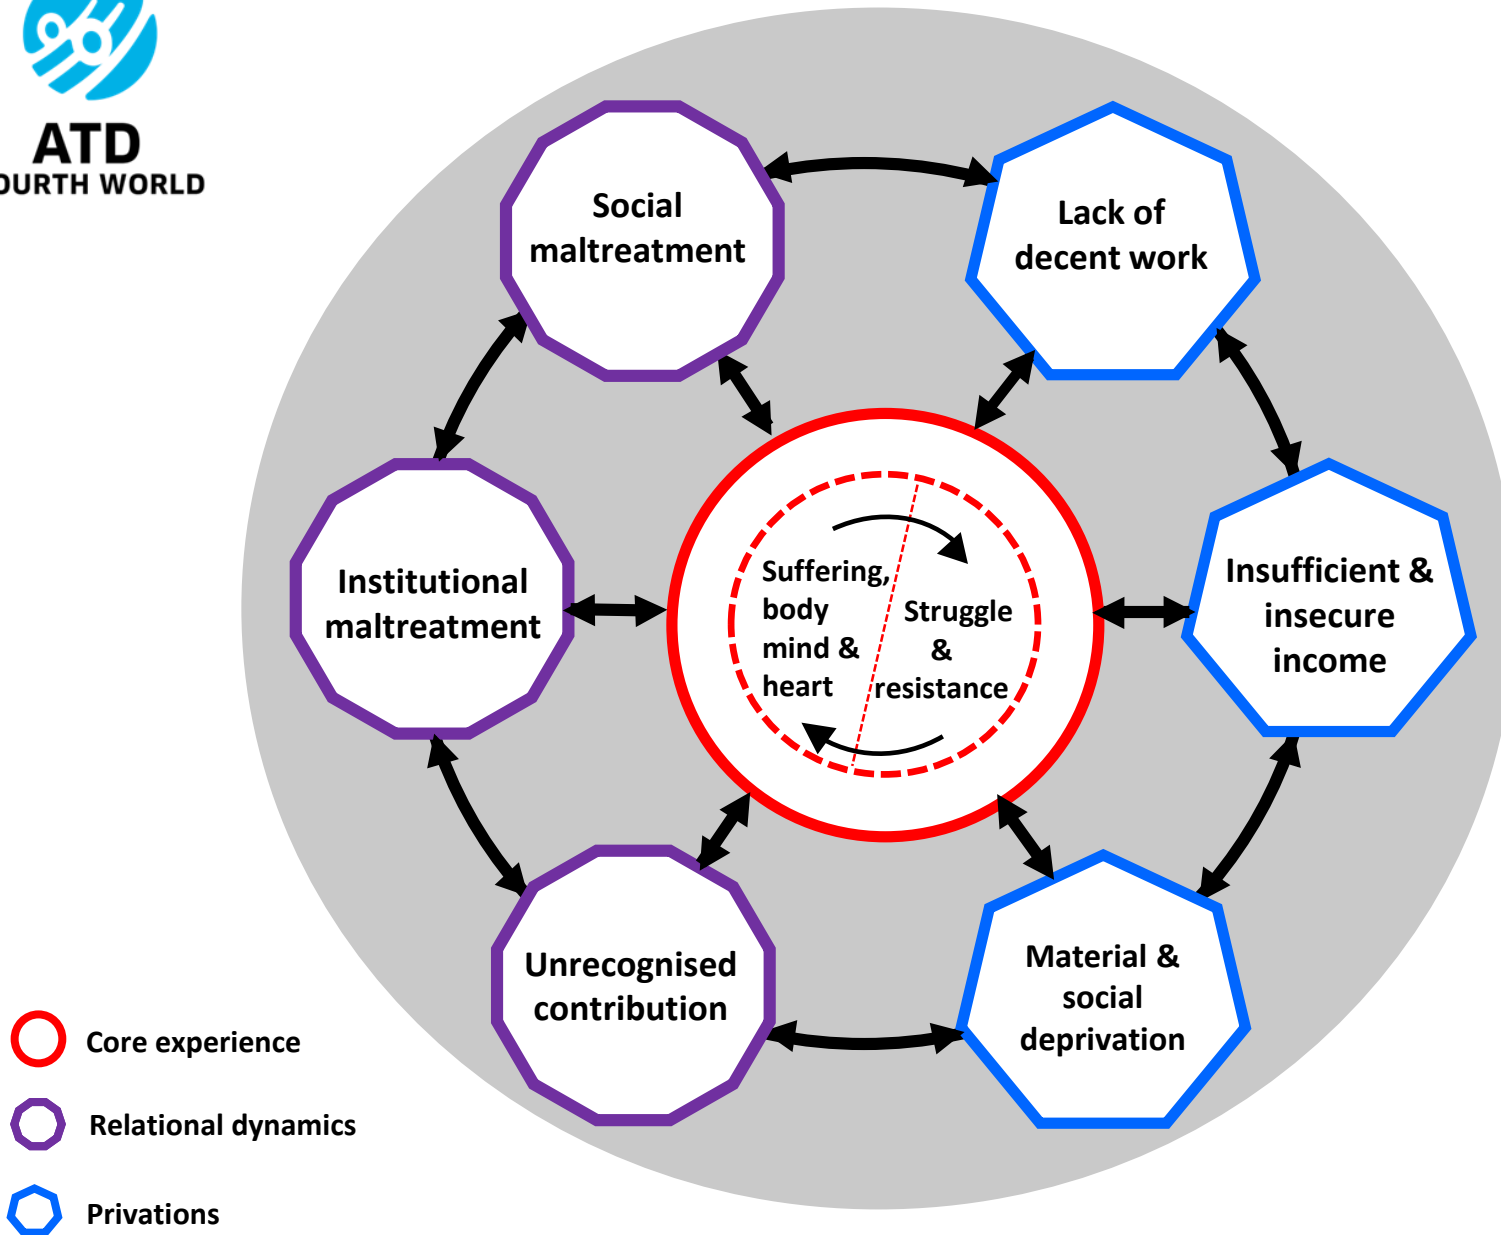 ATD
OURTH WORLD
Social
maltreatment
Lack of
decent work
Institutional
maltreatment
Suffering,
body
mind &
heart
Struggle
&
resistance
Insufficient &
insecure
income
Unrecognised
contribution
Material &
social
deprivation
Core experience
Relational dynamics
Privations